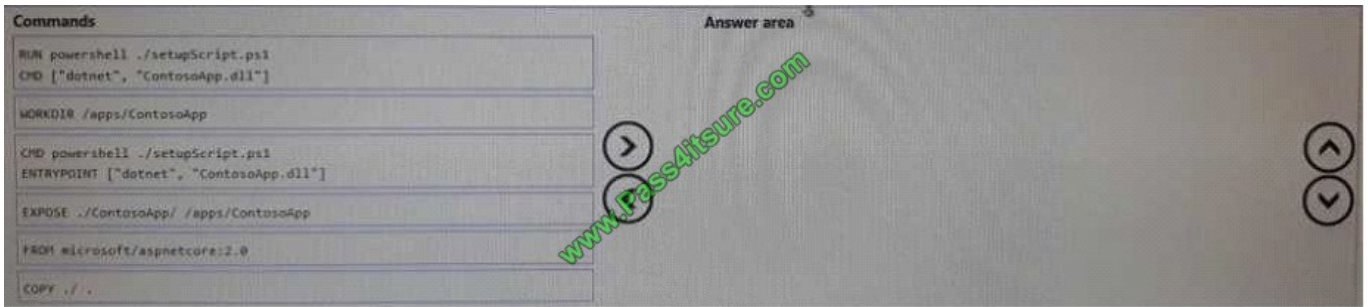 Commands
Answer area
RUN powershell ./setupScript.ps1
CMD ["dotnet", "ContosoApp.dll"]
WORKDIR /apps/ContosoApp
CMD powershell ./setupScript.ps1
ENTRYPOINT ["dotnet", "ContosoApp.dll"]
EXPOSE ./ContosoApp/ /apps/ContosoApp
FROM microsoft/aspnetcore:2.0
COPY ./ .
www.Pass4itsure.com